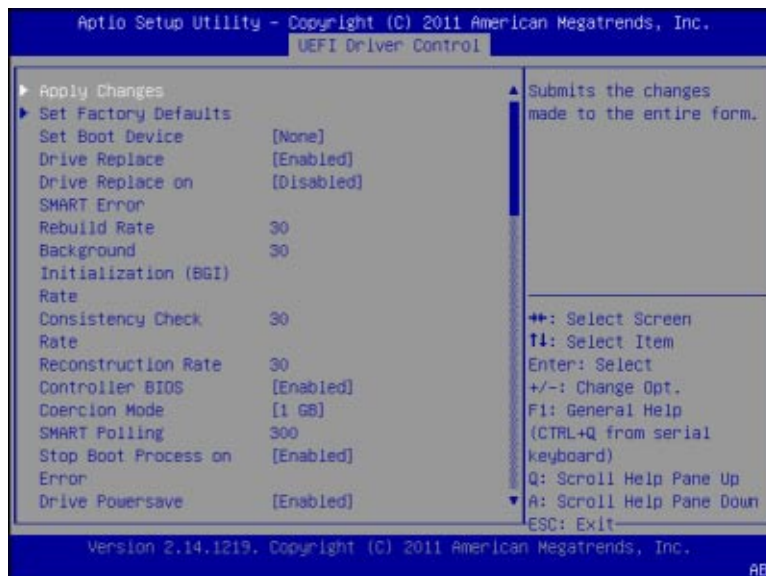 Aptio Setup Utility - Copyright (C) 2011 American Megatrends, Inc.
UEFI Driver Control
Apply Changes
Set Factory Defaults
Set Boot Device [None]
Drive Replace [Enabled]
Drive Replace on [Disabled]
SMART Error
Rebuild Rate 30
Background 30
Initialization (BGI)
Rate
Consistency Check 30
Rate
Reconstruction Rate 30
Controller BIOS [Enabled]
Coercion Mode [1 GB]
SMART Polling 300
Stop Boot Process on [Enabled]
Error
Drive Powersave [Enabled]
Submits the changes
made to the entire form.
→←: Select Screen
↑↓: Select Item
Enter: Select
+/-: Change Opt.
F1: General Help
(CTRL+Q from serial
keyboard)
Q: Scroll Help Pane Up
A: Scroll Help Pane Down
ESC: Exit
Version 2.14.1219. Copyright (C) 2011 American Megatrends, Inc.
AB